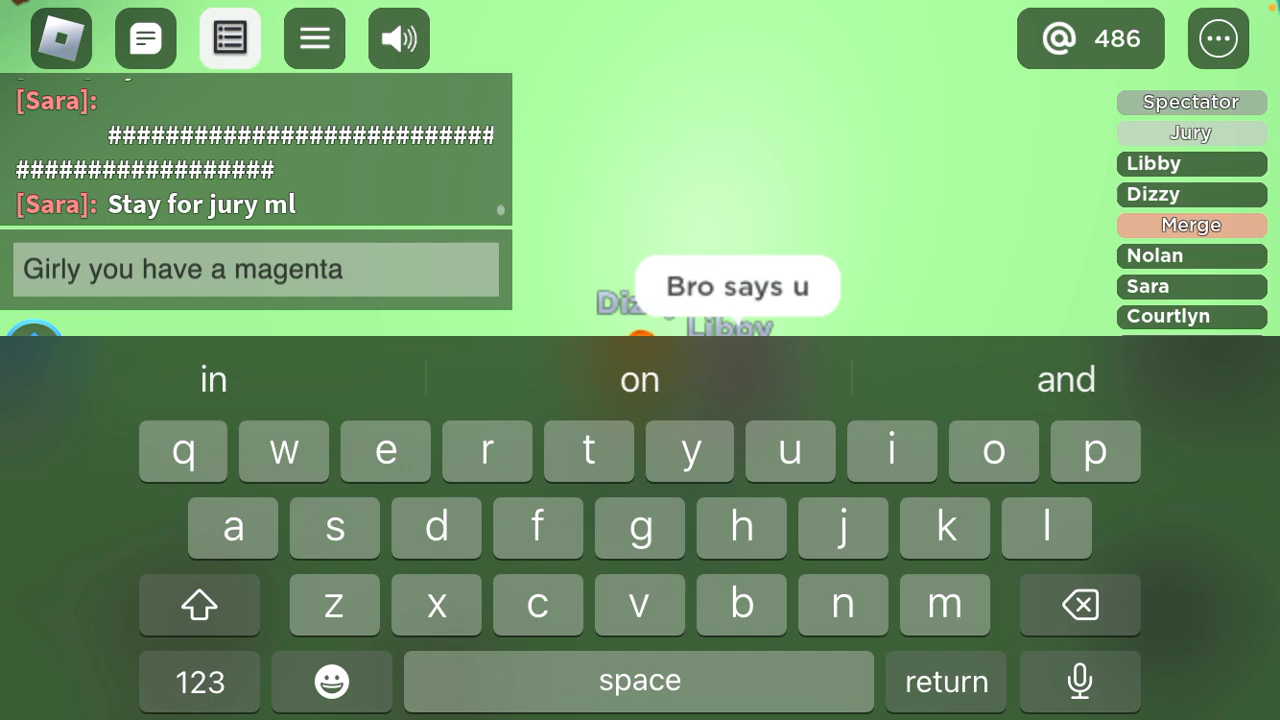 486
[Sara]:
###########################
##################
[Sara]: Stay for jury ml
Girly you have a magenta
Spectator
Jury
Libby
Dizzy
Merge
Nolan
Sara
Courtlyn
Bro says u
Libby
in on and
q w e r t y u i o p
a s d f g h j k l
z x c v b n m
123 space return